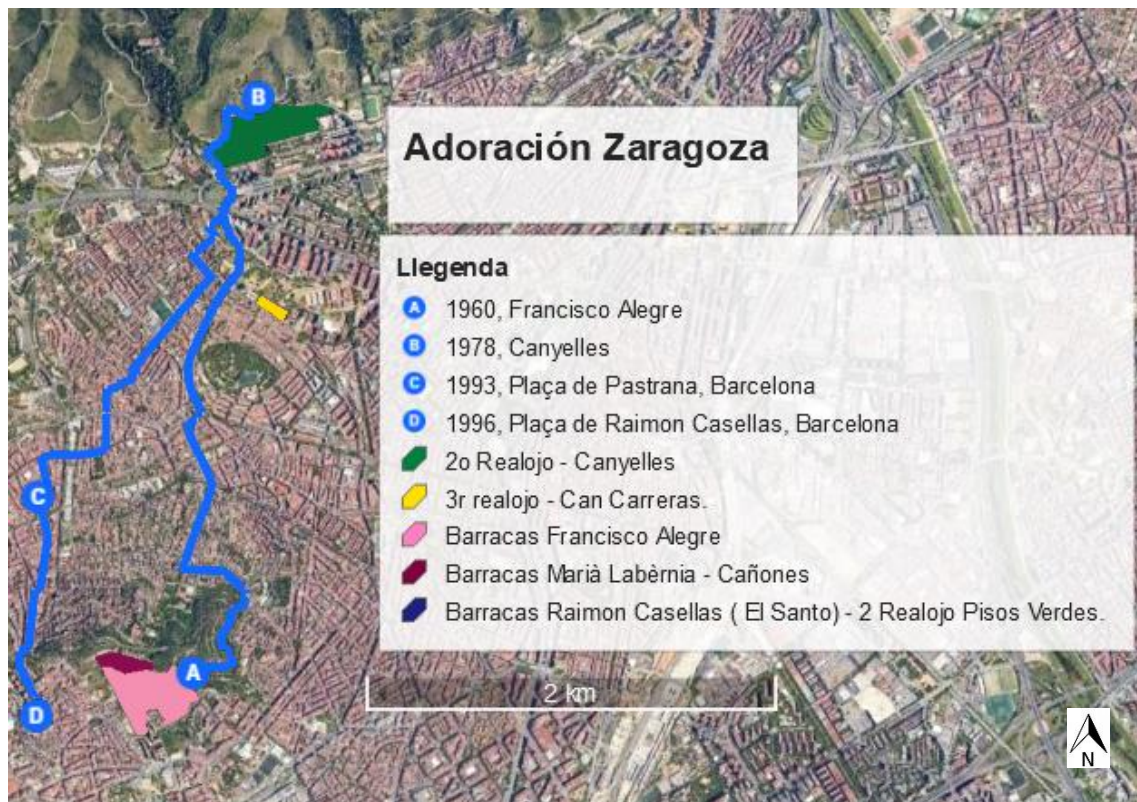 B
Adoración Zaragoza
Llegenda
A 1960, Francisco Alegre
B 1978, Canyelles
C 1993, Plaça de Pastrana, Barcelona
D 1996, Plaça de Raimon Casellas, Barcelona
2o Realojo - Canyelles
3r realojo - Can Carreras.
Barracas Francisco Alegre
Barracas Marià Labèrnia - Cañones
Barracas Raimon Casellas ( El Santo) - 2 Realojo Pisos Verdes.
C
A
D
2 km
N